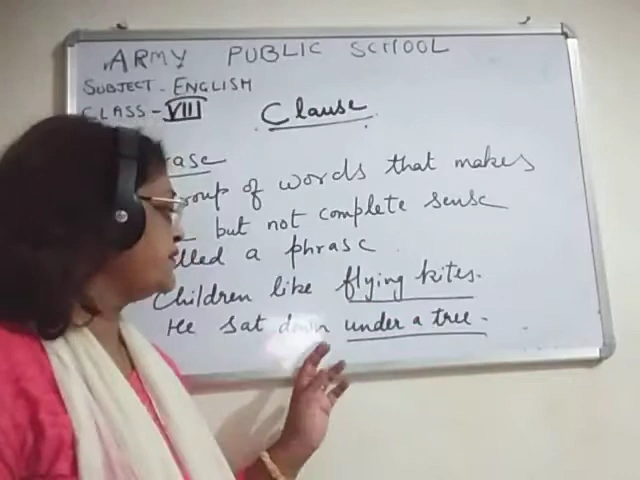 ARMY PUBLIC SCHOOL
SUBJECT - ENGLISH
CLASS - VIII
Clause
rase
roup of words that makes
but not complete sense
lled a phrase
Children like flying kites.
He sat down under a tree.